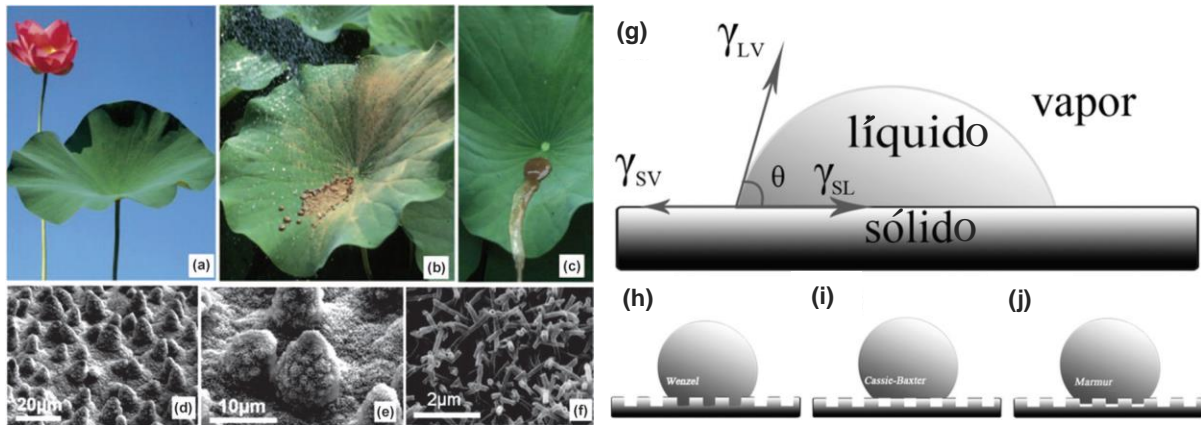 (a)
(b)
(c)
20µm
(d)
10µm
(e)
2µm
(f)
(g)
γLV
vapor
líquido
θ
γSV
γSL
sólido
(h)
(i)
(j)
Wenzel
Cassie-Baxter
Marmur